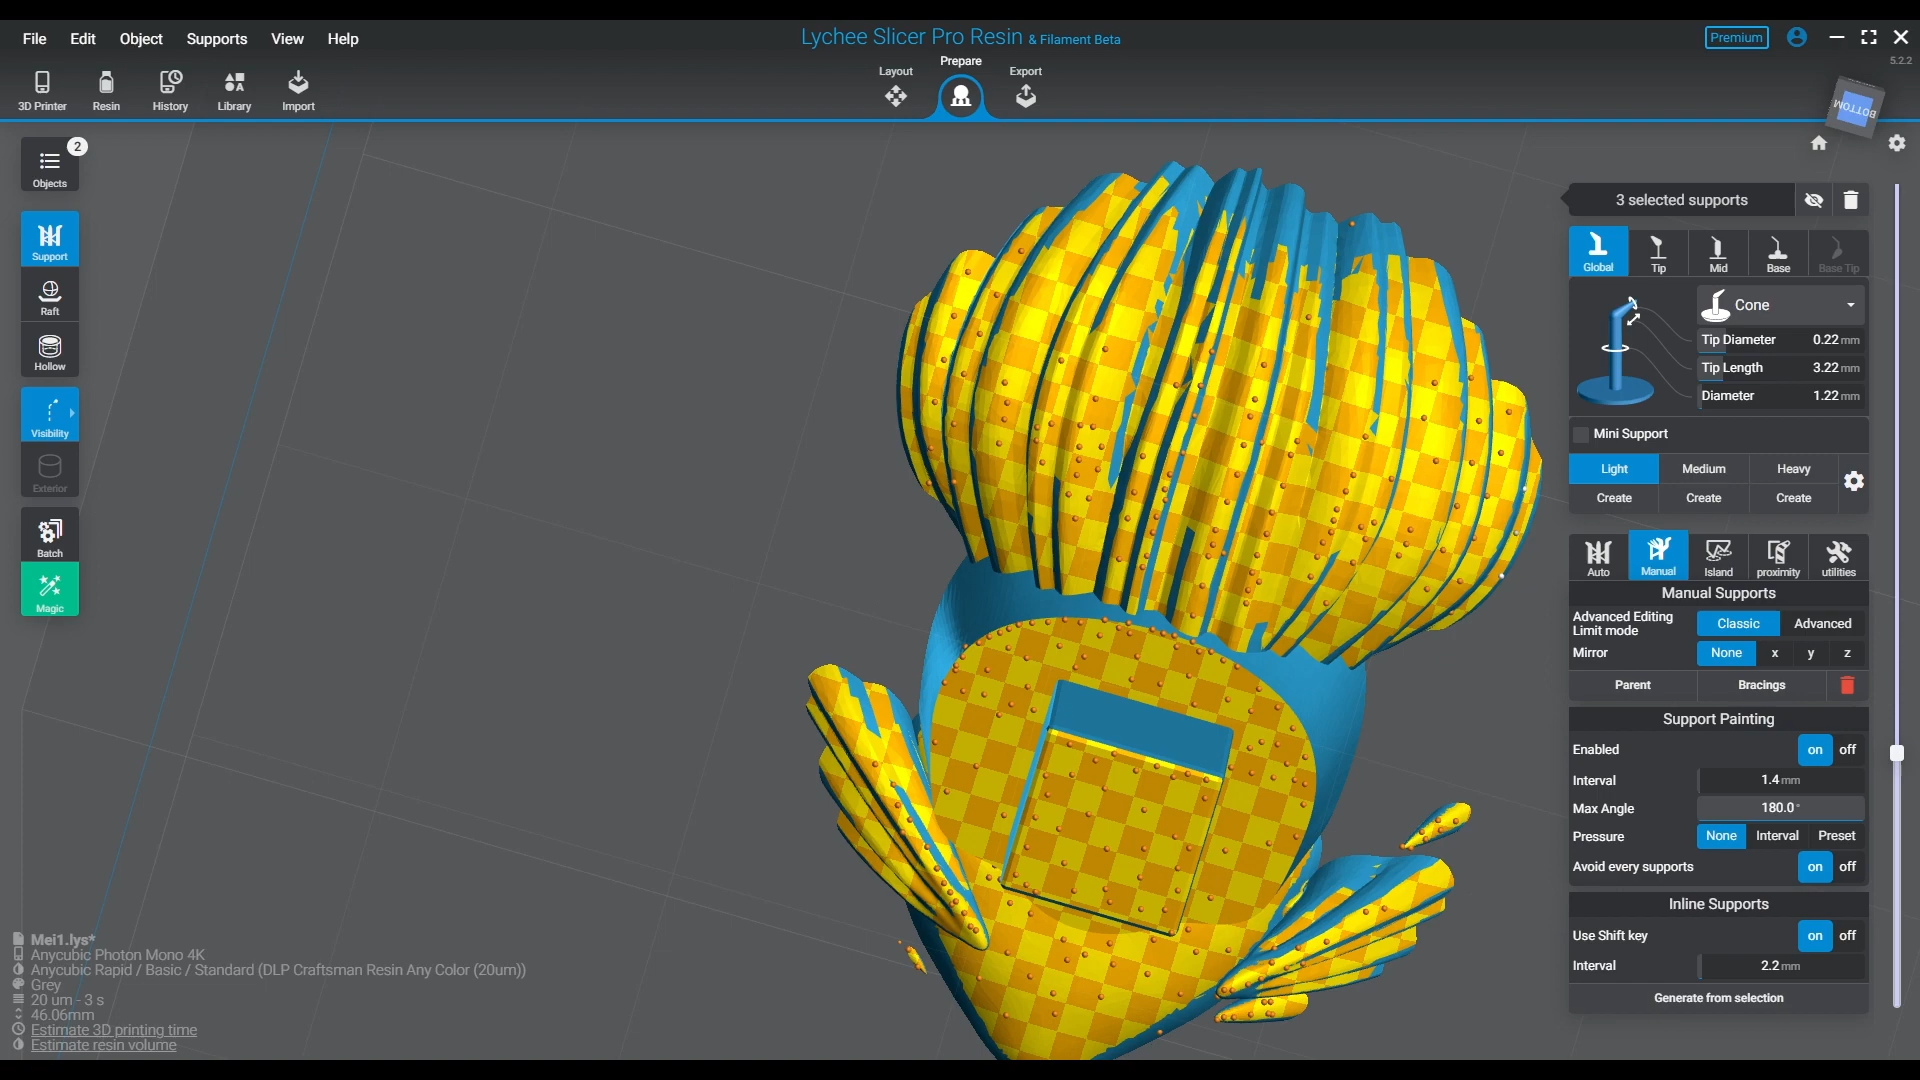 File Edit Object Supports View Help
Lychee Slicer Pro Resin & Filament Beta
Premium
5.2.2
3D Printer Resin History Library Import
Layout Prepare Export
BOTTOM
2
Objects
Support
Raft
Hollow
Visibility
Exterior
Batch
Magic
3 selected supports
Global Tip Mid Base Base Tip
Cone
Tip Diameter 0.22 mm
Tip Length 3.22 mm
Diameter 1.22 mm
Mini Support
Light Medium Heavy
Create Create Create
Auto Manual Island proximity utilities
Manual Supports
Advanced Editing
Limit mode Classic Advanced
Mirror None x y z
Parent Bracings
Support Painting
Enabled on off
Interval 1.4 mm
Max Angle 180.0 °
Pressure None Interval Preset
Avoid every supports on off
Inline Supports
Use Shift key on off
Interval 2.2 mm
Generate from selection
Mei1.lys*
Anycubic Photon Mono 4K
Anycubic Rapid / Basic / Standard (DLP Craftsman Resin Any Color (20um))
Grey
20 um - 3 s
46.06mm
Estimate 3D printing time
Estimate resin volume